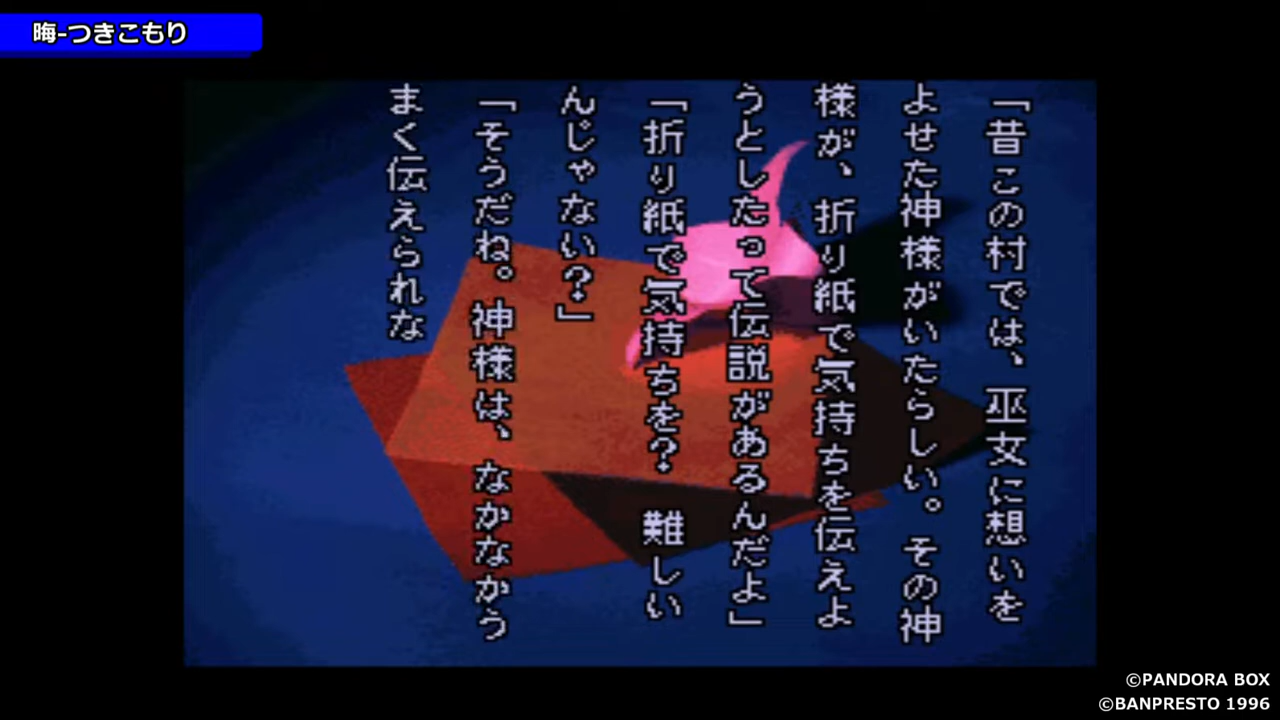 晦-つきこもり
「昔この村では、巫女に想いを
よせた神様がいたらしい。その神
様が、折り紙で気持ちを伝えよ
うとしたって伝説があるんだよ」
「折り紙で気持ちを？　難しい
んじゃない？」
「そうだね。神様は、なかなかう
まく伝えられな
©PANDORA BOX
©BANPRESTO 1996